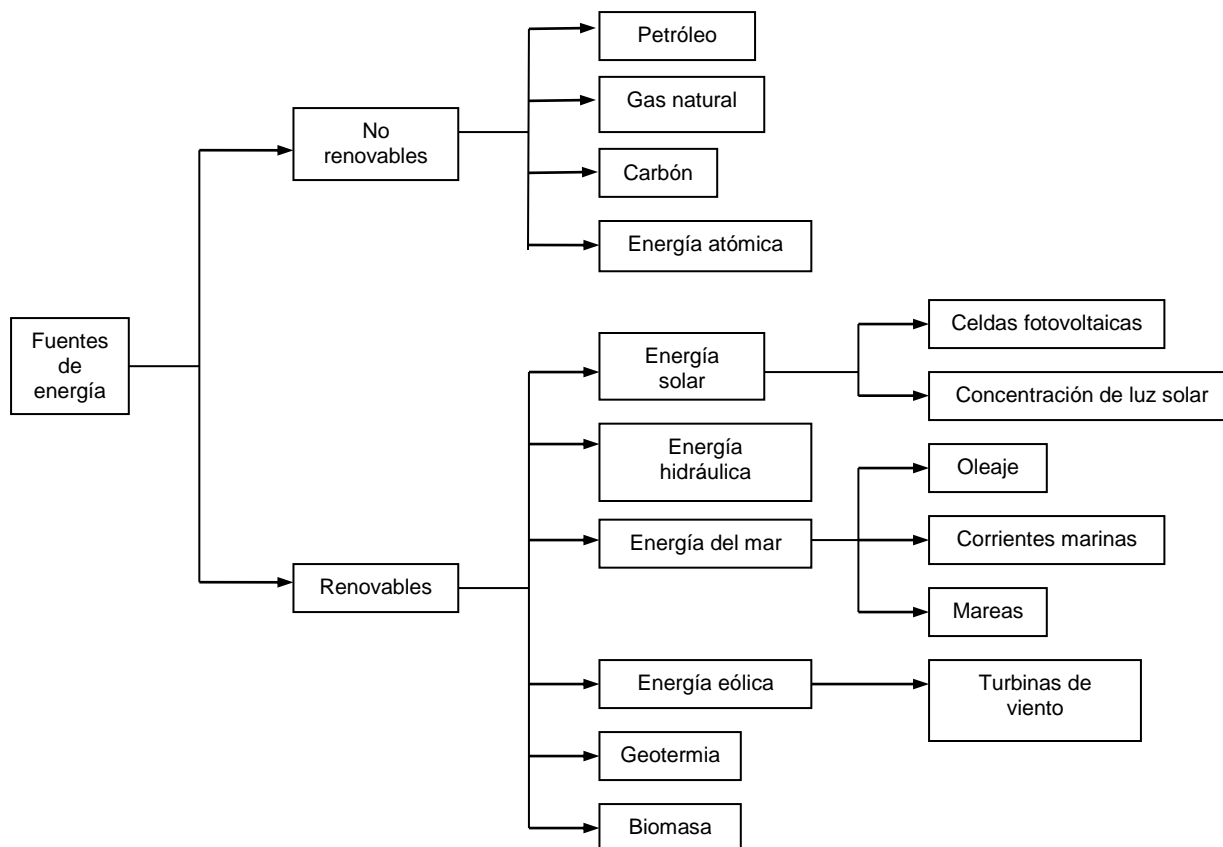 Fuentes
de
energía
No
renovables
Petróleo
Gas natural
Carbón
Energía atómica
Renovables
Energía
solar
Celdas fotovoltaicas
Concentración de luz solar
Energía
hidráulica
Energía del mar
Oleaje
Corrientes marinas
Mareas
Energía eólica
Turbinas de
viento
Geotermia
Biomasa